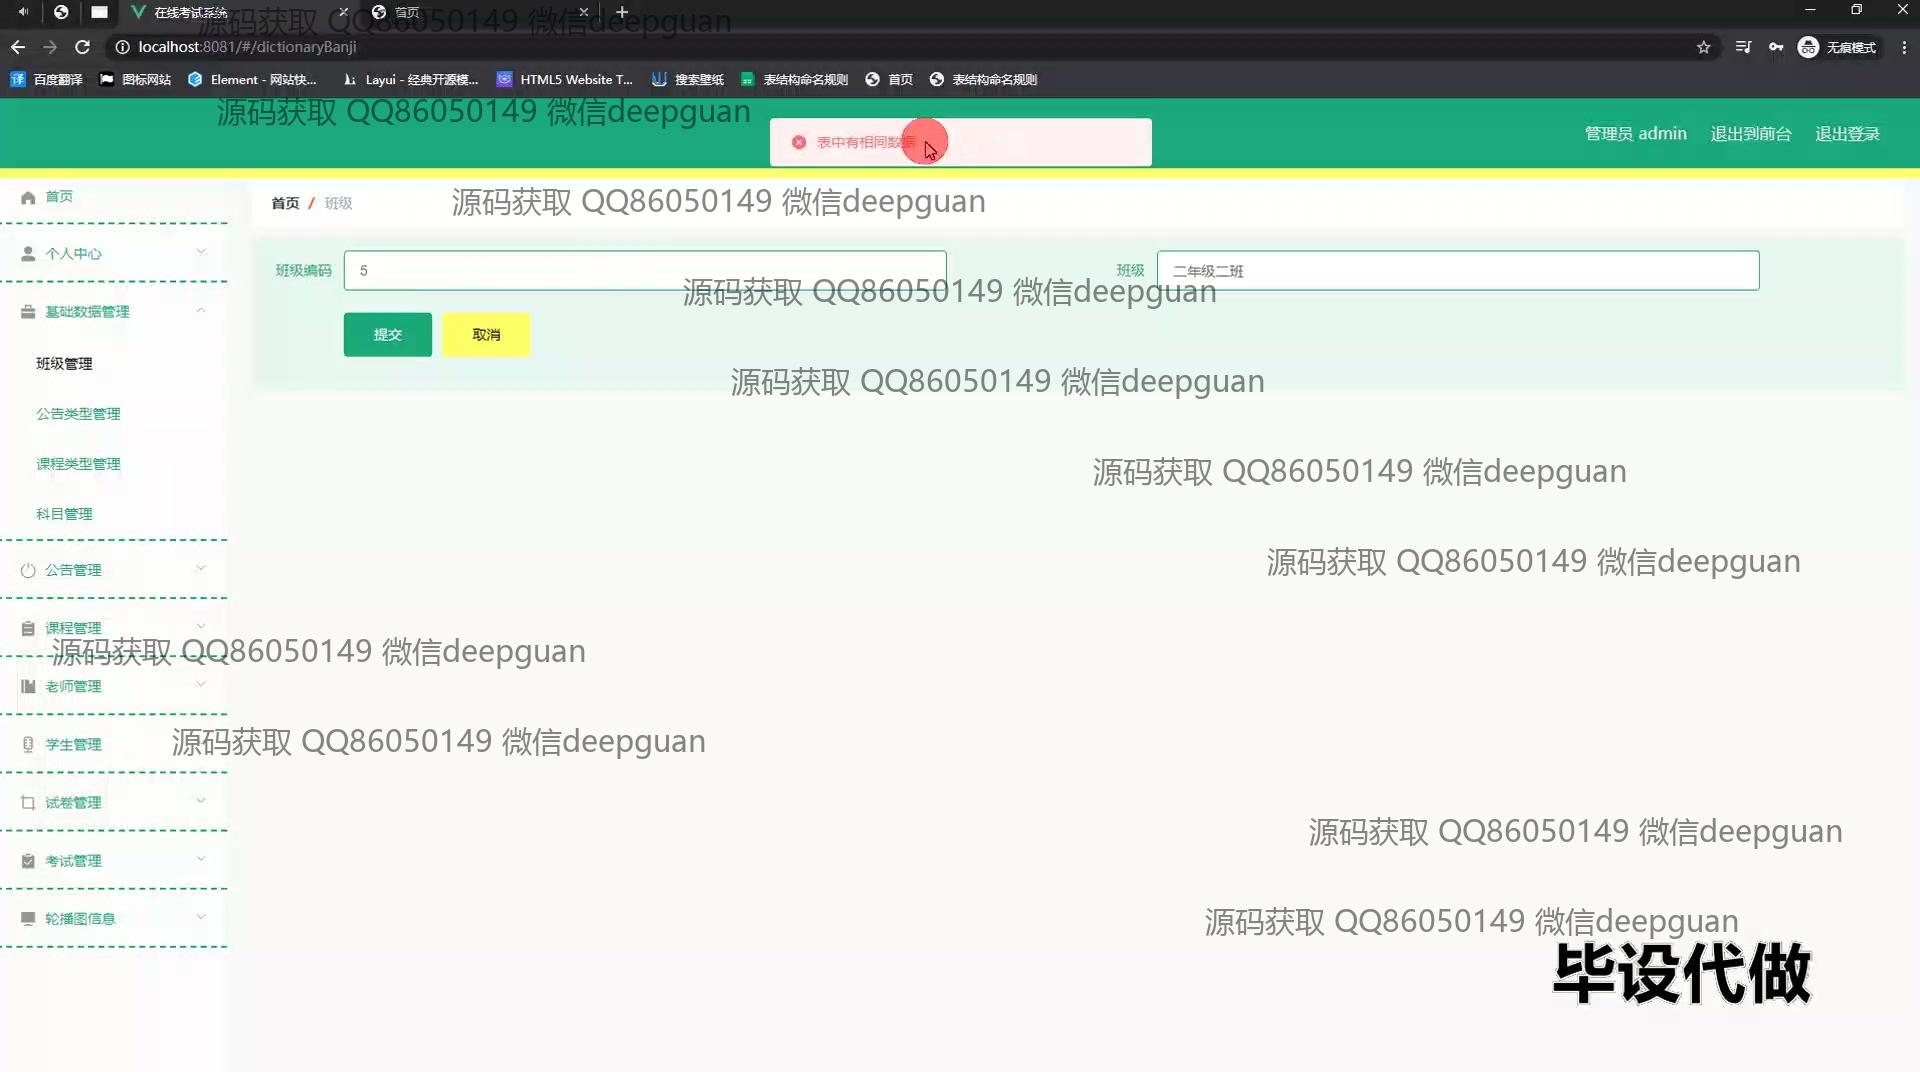 在线考试系统
首页
源码获取 QQ86050149 微信deepguan
localhost:8081/#/dictionaryBanji
无痕模式
百度翻译 图标网站 Element - 网站快... Layui - 经典开源模... HTML5 Website T... 搜索壁纸 表结构命名规则 首页 表结构命名规则
源码获取 QQ86050149 微信deepguan
表中有相同数据
管理员 admin 退出到前台 退出登录
首页
首页 / 班级
源码获取 QQ86050149 微信deepguan
个人中心
班级编码 5
班级 二年级二班
源码获取 QQ86050149 微信deepguan
基础数据管理
提交 取消
班级管理
源码获取 QQ86050149 微信deepguan
公告类型管理
课程类型管理
源码获取 QQ86050149 微信deepguan
科目管理
公告管理
源码获取 QQ86050149 微信deepguan
课程管理
源码获取 QQ86050149 微信deepguan
老师管理
学生管理
源码获取 QQ86050149 微信deepguan
试卷管理
源码获取 QQ86050149 微信deepguan
考试管理
轮播图信息
源码获取 QQ86050149 微信deepguan
毕设代做